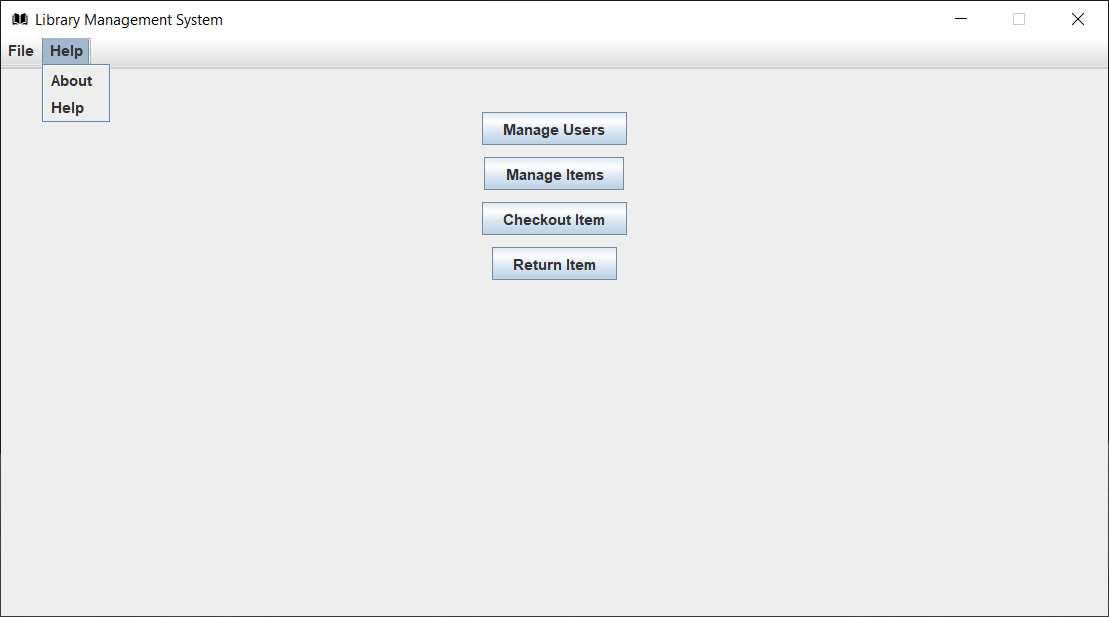 Library Management System
File Help
About
Help
Manage Users
Manage Items
Checkout Item
Return Item